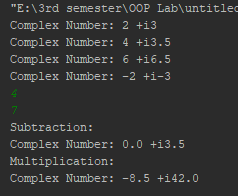 "E:\3rd semester\OOP Lab\untitled
Complex Number: 2 +i3
Complex Number: 4 +i3.5
Complex Number: 6 +i6.5
Complex Number: -2 +i-3
4
7
Subtraction:
Complex Number: 0.0 +i3.5
Multiplication:
Complex Number: -8.5 +i42.0